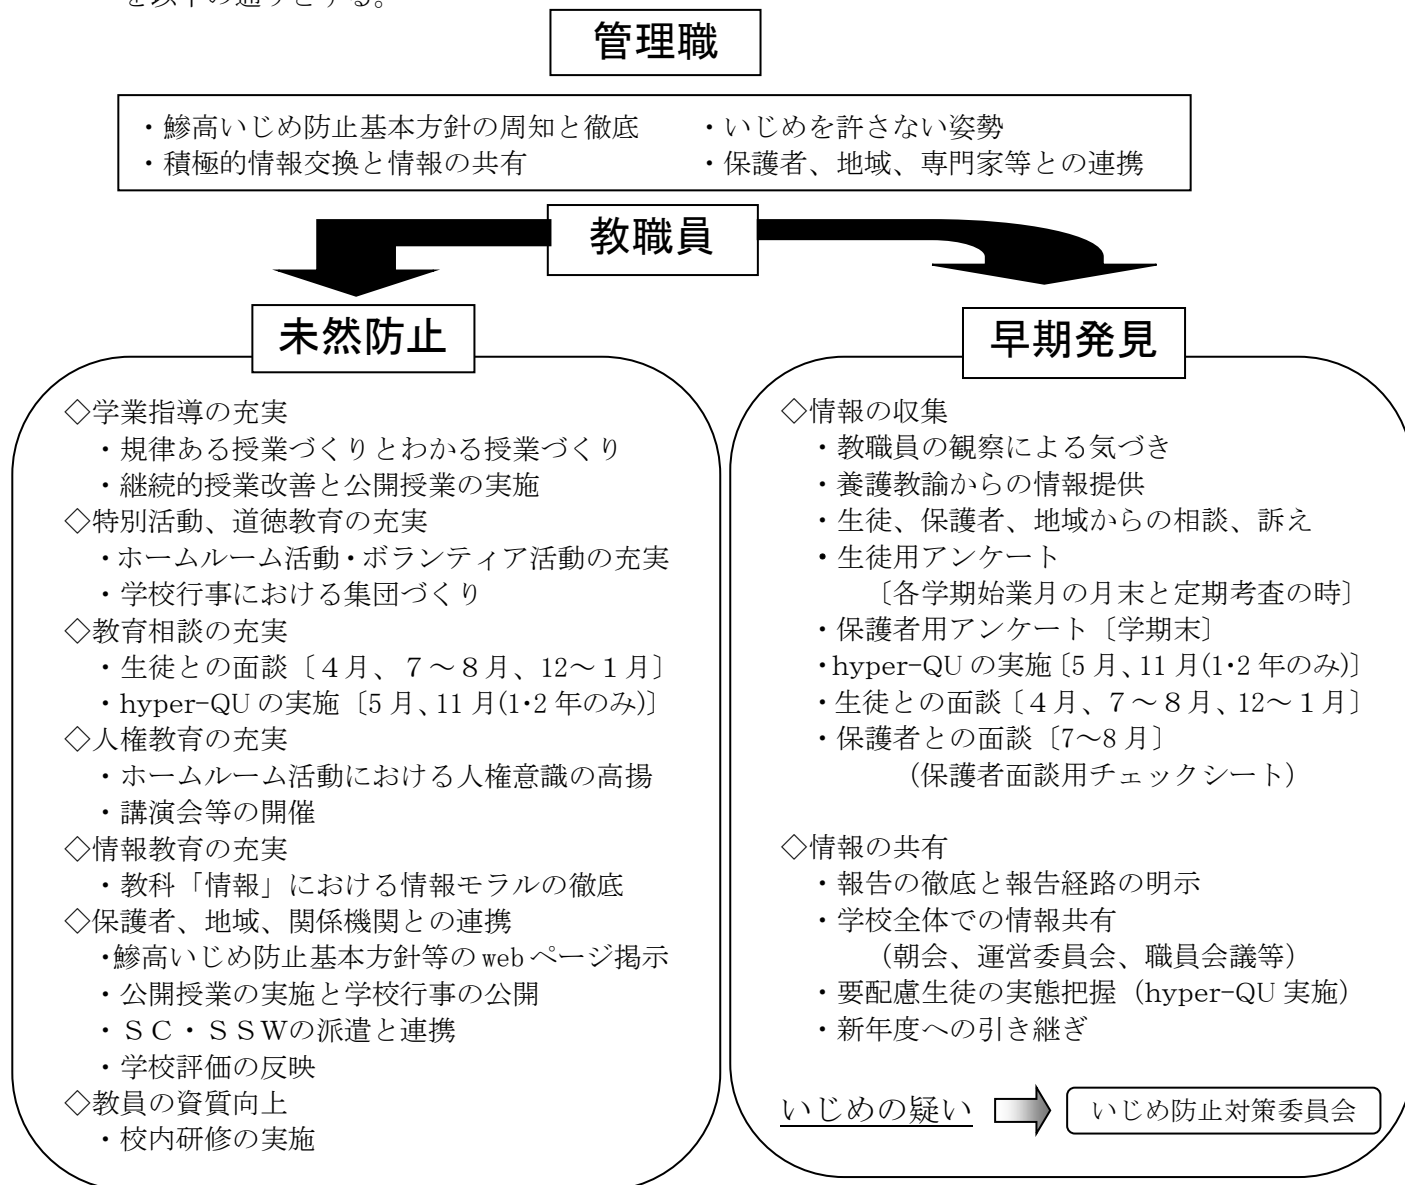 を以下の通りとする。
管理職
・鰺高いじめ防止基本方針の周知と徹底　・いじめを許さない姿勢
・積極的情報交換と情報の共有　・保護者、地域、専門家等との連携
教職員
未然防止
◇学業指導の充実
・規律ある授業づくりとわかる授業づくり
・継続的授業改善と公開授業の実施
◇特別活動、道徳教育の充実
・ホームルーム活動・ボランティア活動の充実
・学校行事における集団づくり
◇教育相談の充実
・生徒との面談〔４月、７～８月、12～１月〕
・hyper-QU の実施〔5 月、11 月(1・2 年のみ)〕
◇人権教育の充実
・ホームルーム活動における人権意識の高揚
・講演会等の開催
◇情報教育の充実
・教科「情報」における情報モラルの徹底
◇保護者、地域、関係機関との連携
・鰺高いじめ防止基本方針等の web ページ掲示
・公開授業の実施と学校行事の公開
・ＳＣ・ＳＳＷの派遣と連携
・学校評価の反映
◇教員の資質向上
・校内研修の実施
早期発見
◇情報の収集
・教職員の観察による気づき
・養護教諭からの情報提供
・生徒、保護者、地域からの相談、訴え
・生徒用アンケート
〔各学期始業月の月末と定期考査の時〕
・保護者用アンケート〔学期末〕
・hyper-QU の実施〔5 月、11 月(1・2 年のみ)〕
・生徒との面談〔４月、７～８月、12～１月〕
・保護者との面談〔7～8 月〕
（保護者面談用チェックシート）
◇情報の共有
・報告の徹底と報告経路の明示
・学校全体での情報共有
（朝会、運営委員会、職員会議等）
・要配慮生徒の実態把握（hyper-QU 実施）
・新年度への引き継ぎ
いじめの疑い　いじめ防止対策委員会